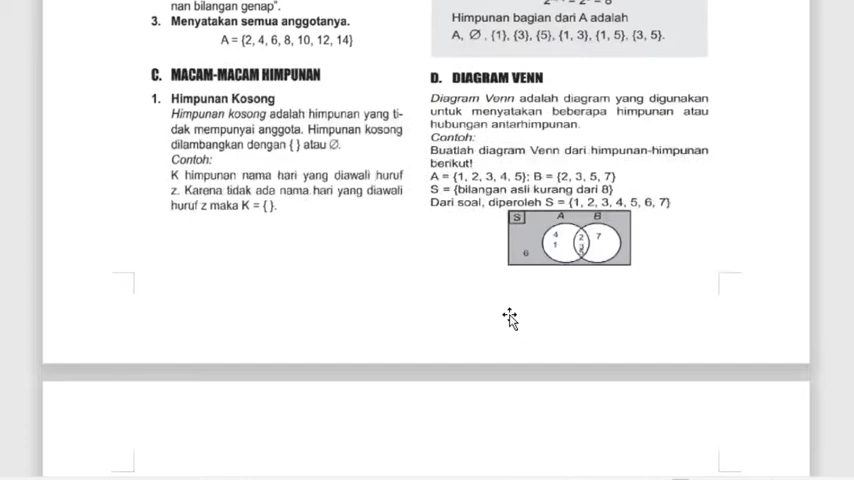 nan bilangan genap".
3. Menyatakan semua anggotanya.
A = {2, 4, 6, 8, 10, 12, 14}
C. MACAM-MACAM HIMPUNAN
1. Himpunan Kosong
Himpunan kosong adalah himpunan yang ti-
dak mempunyai anggota. Himpunan kosong
dilambangkan dengan { } atau ∅.
Contoh:
K himpunan nama hari yang diawali huruf
z. Karena tidak ada nama hari yang diawali
huruf z maka K = { }.
Himpunan bagian dari A adalah
A, ∅, {1}, {3}, {5}, {1, 3}, {1, 5}, {3, 5}.
D. DIAGRAM VENN
Diagram Venn adalah diagram yang digunakan
untuk menyatakan beberapa himpunan atau
hubungan antarhimpunan.
Contoh:
Buatlah diagram Venn dari himpunan-himpunan
berikut!
A = {1, 2, 3, 4, 5}; B = {2, 3, 5, 7}
S = {bilangan asli kurang dari 8}
Dari soal, diperoleh S = {1, 2, 3, 4, 5, 6, 7}
S A B
4 2 7
1 3
5
6